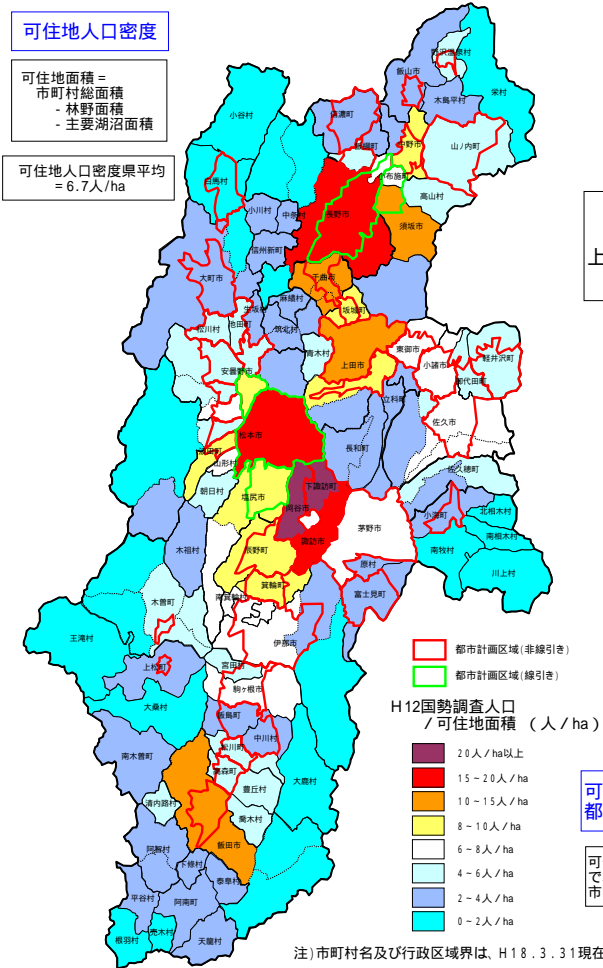 可住地人口密度
可住地面積 =
市町村総面積
- 林野面積
- 主要湖沼面積
可住地人口密度県平均
= 6.7人/ha
上
野沢温泉村
飯山市
栄村
木島平村
小谷村
信濃町
中野市
山ノ内町
小布施町
白馬村
高山村
小川村
中条村
長野市
須坂市
信州新町
大町市
千曲市
麻績村
生坂村
坂城町
松川村
池田町
筑北村
東御市
軽井沢町
青木村
上田市
小諸市
安曇野市
御代田町
立科町
佐久市
松本市
長和町
波田町
山形村
佐久穂町
朝日村
塩尻市
下諏訪町
岡谷市
小海町
北相木村
茅野市
諏訪市
南相木村
木祖村
辰野町
南牧村
原村
川上村
箕輪町
富士見町
南箕輪村
木曽町
伊那市
王滝村
宮田村
上松町
駒ヶ根市
大桑村
飯島町
中川村
松川町
南木曽町
高森町
大鹿村
豊丘村
清内路村
喬木村
阿智村
飯田市
下條村
泰阜村
平谷村
阿南町
売木村
根羽村
天龍村
都市計画区域(非線引き)
都市計画区域(線引き)
H12国勢調査人口
/可住地面積 (人/ha)
20人/ha以上
15~20人/ha
10~15人/ha
8~10人/ha
6~8人/ha
4~6人/ha
2~4人/ha
0~2人/ha
可
都
可
で
市
注)市町村名及び行政区域界は、H18.3.31現在